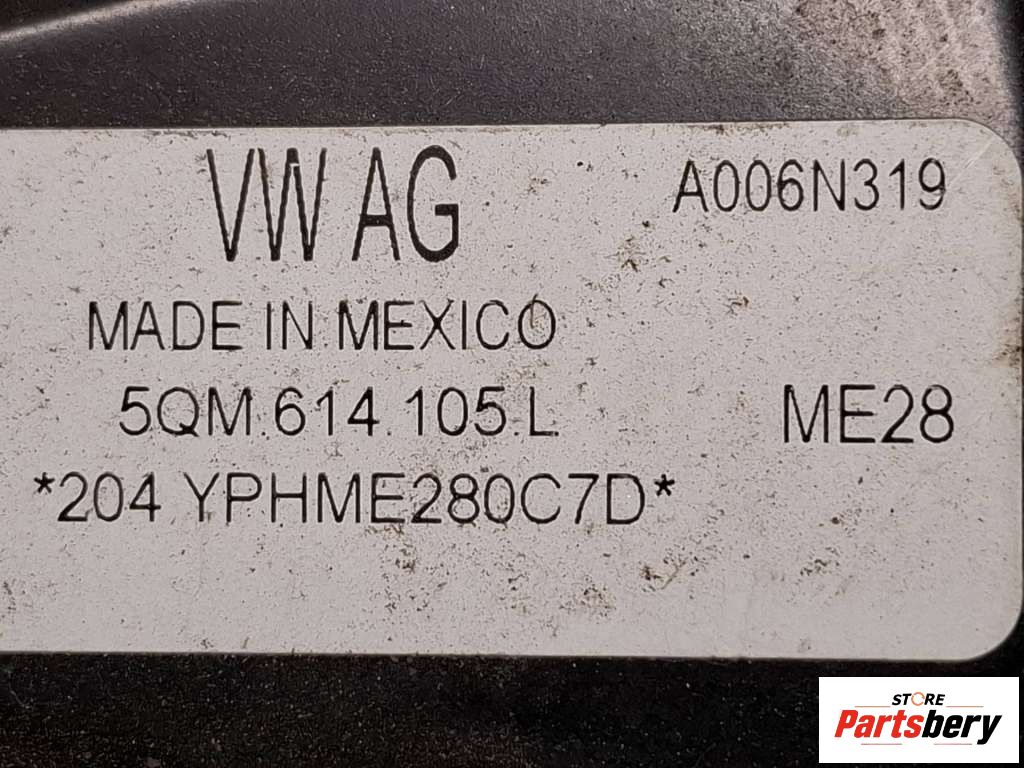 VW AG
A006N319
MADE IN MEXICO
5QM.614.105.L
ME28
*204 YPHME280C7D*
STORE
Partsbery